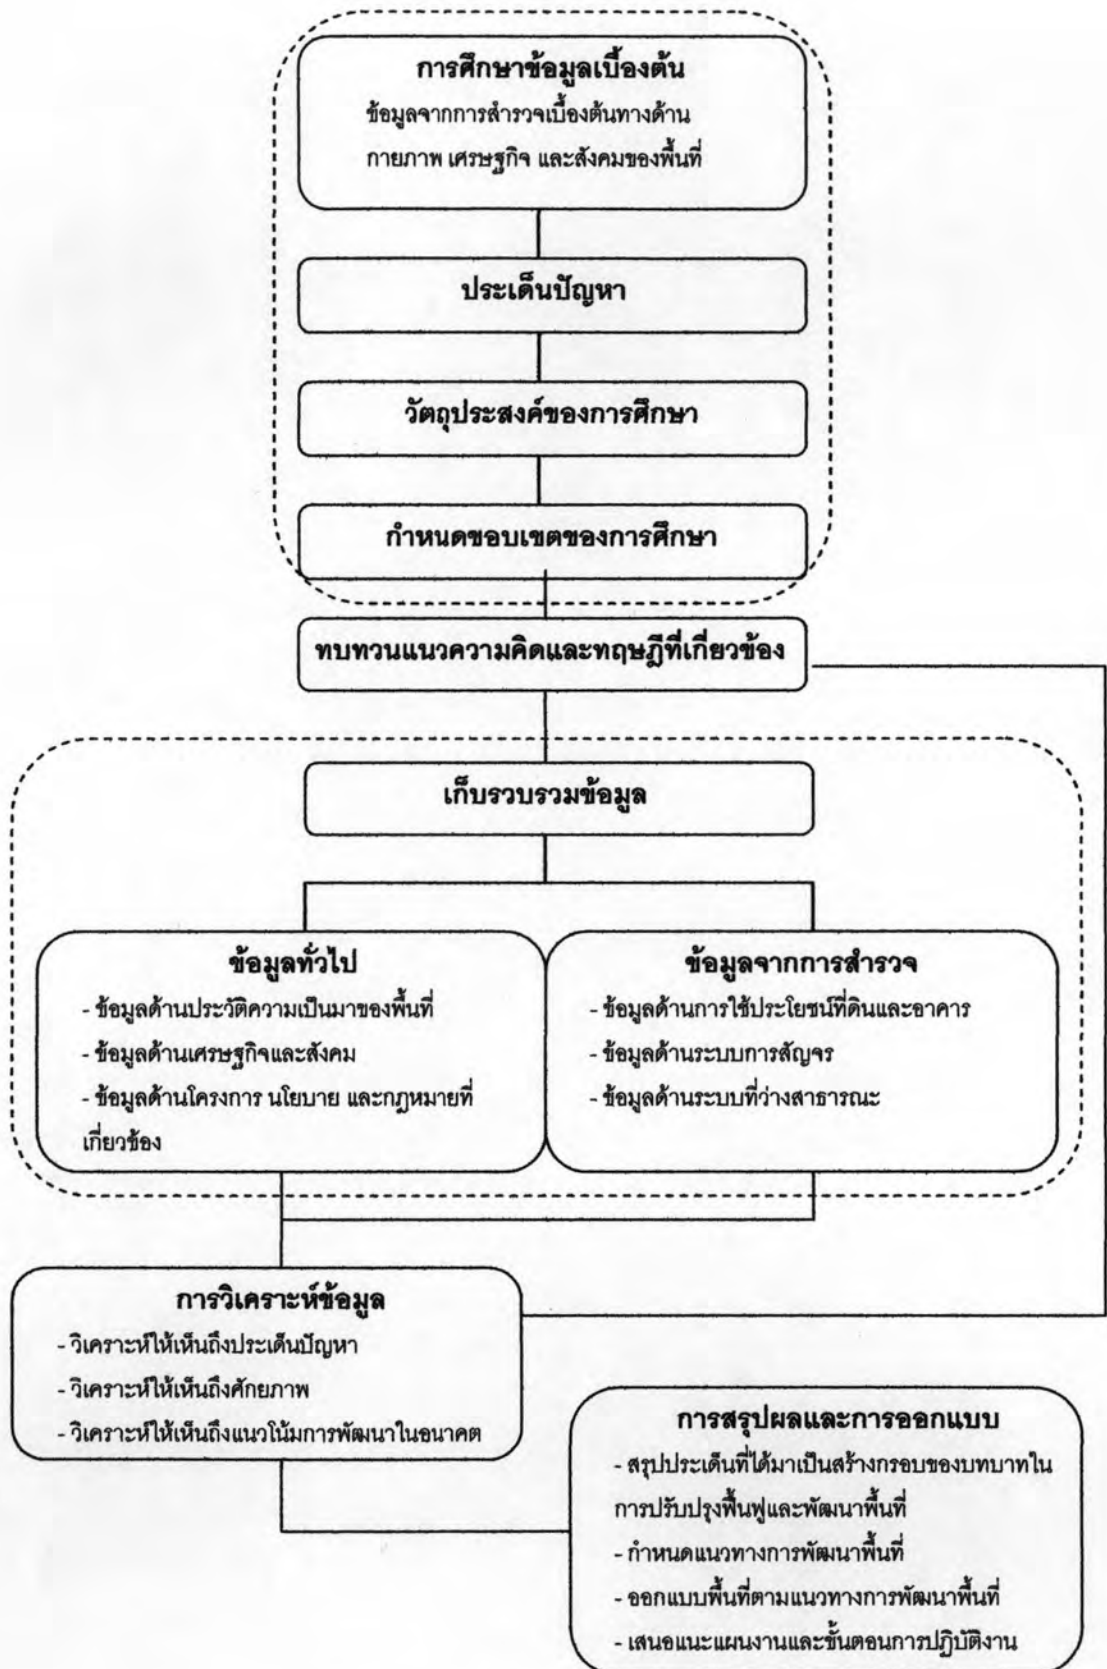 การศึกษาข้อมูลเบื้องต้น
ข้อมูลจากการสำรวจเบื้องต้นทางด้าน
กายภาพ เศรษฐกิจ และสังคมของพื้นที่
ประเด็นปัญหา
วัตถุประสงค์ของการศึกษา
กำหนดขอบเขตของการศึกษา
ทบทวนแนวความคิดและทฤษฎีที่เกี่ยวข้อง
เก็บรวบรวมข้อมูล
ข้อมูลทั่วไป
- ข้อมูลด้านประวัติความเป็นมาของพื้นที่
- ข้อมูลด้านเศรษฐกิจและสังคม
- ข้อมูลด้านโครงการ นโยบาย และกฎหมายที่
เกี่ยวข้อง
ข้อมูลจากการสำรวจ
- ข้อมูลด้านการใช้ประโยชน์ที่ดินและอาคาร
- ข้อมูลด้านระบบการสัญจร
- ข้อมูลด้านระบบที่ว่างสาธารณะ
การวิเคราะห์ข้อมูล
- วิเคราะห์ให้เห็นถึงประเด็นปัญหา
- วิเคราะห์ให้เห็นถึงศักยภาพ
- วิเคราะห์ให้เห็นถึงแนวโน้มการพัฒนาในอนาคต
การสรุปผลและการออกแบบ
- สรุปประเด็นที่ได้มาเป็นสร้างกรอบของบทบาทใน
การปรับปรุงฟื้นฟูและพัฒนาพื้นที่
- กำหนดแนวทางการพัฒนาพื้นที่
- ออกแบบพื้นที่ตามแนวทางการพัฒนาพื้นที่
- เสนอแนะแผนงานและขั้นตอนการปฏิบัติงาน